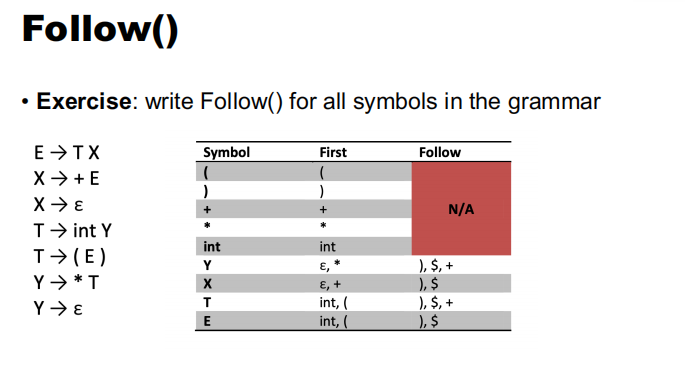 Follow()
• Exercise: write Follow() for all symbols in the grammar
E → T X
X → + E
X → ε
T → int Y
T → ( E )
Y → * T
Y → ε
Symbol First Follow
( (
) )
+ +
* *
int int
N/A
Y ε, * ), $, +
X ε, + ), $
T int, ( ), $, +
E int, ( ), $